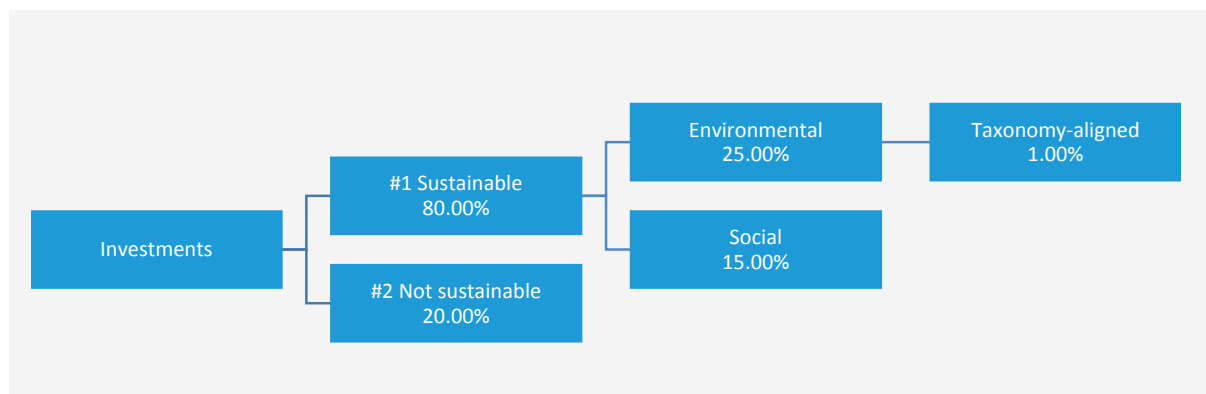 Environmental
25.00%
Taxonomy-aligned
1.00%
#1 Sustainable
80.00%
Investments
Social
15.00%
#2 Not sustainable
20.00%